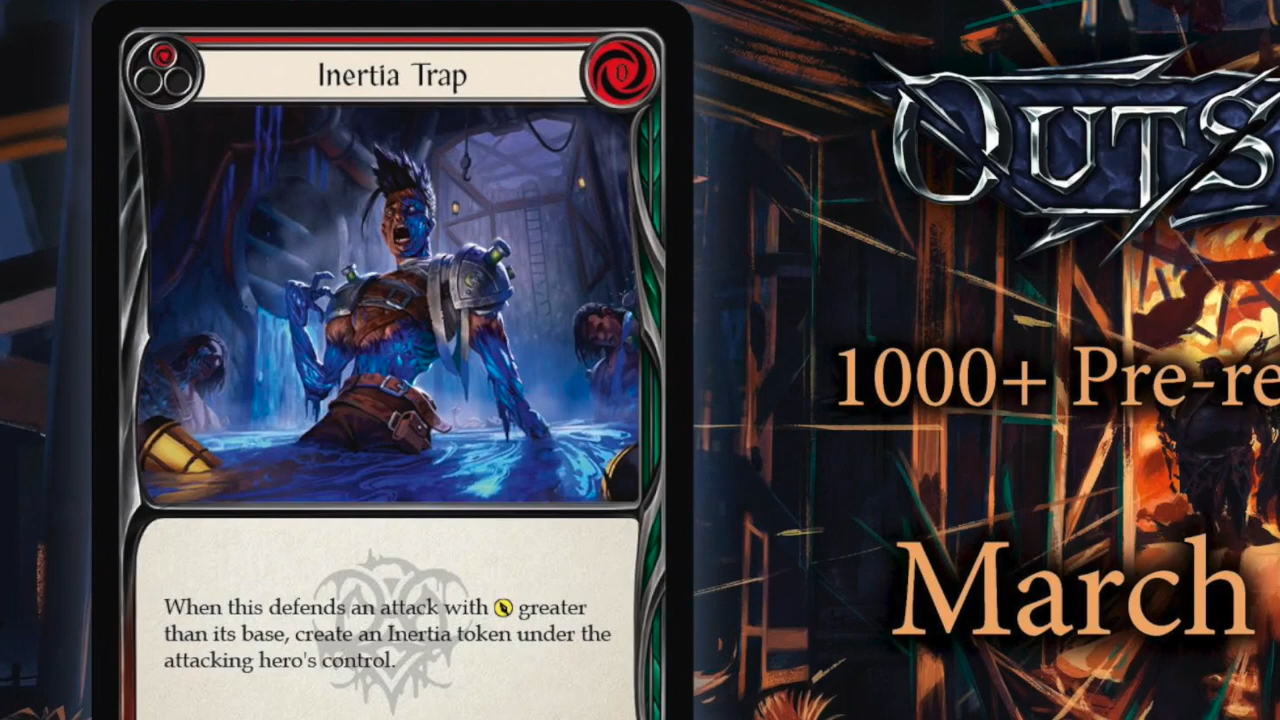 Inertia Trap
0
When this defends an attack with greater
than its base, create an Inertia token under the
attacking hero's control.
OUTS
1000+ Pre-re
March